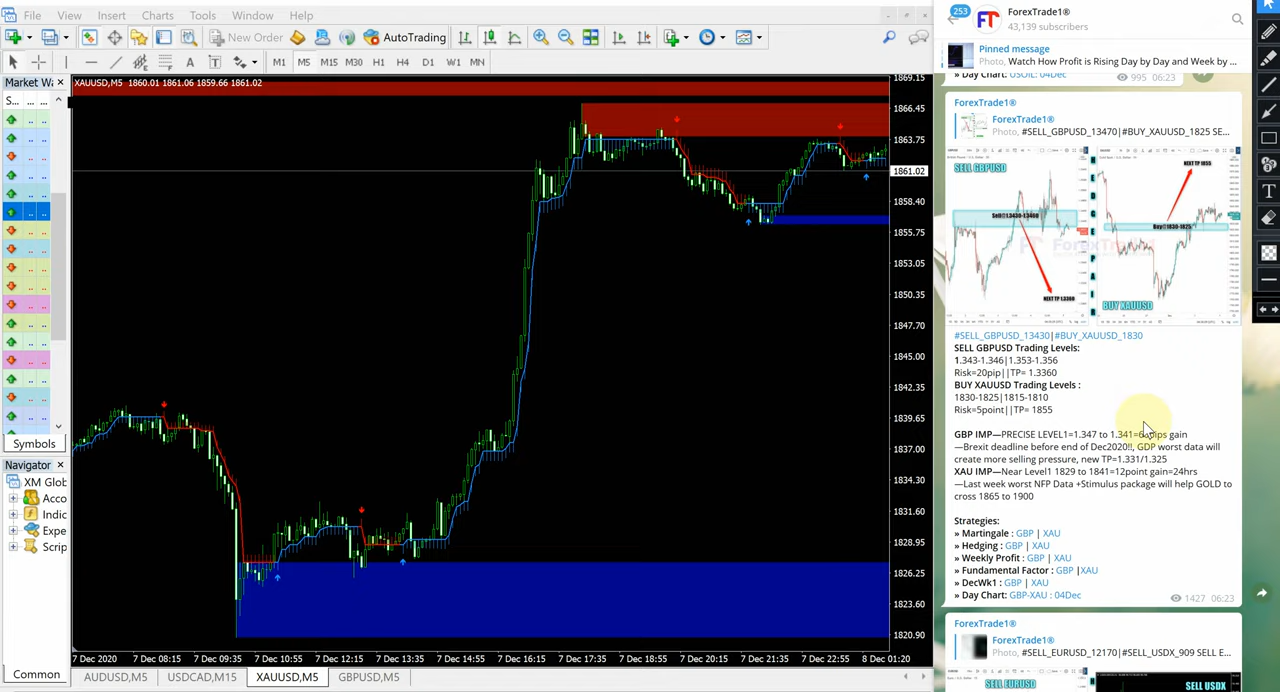 File View Insert Charts Tools Window Help
New Order AutoTrading
M1 M5 M15 M30 H1 H4 D1 W1 MN
Market Wa
S... ... ...
Symbols
Navigator
XM Glob
Acco
Indic
Expe
Scrip
Common
XAUUSD,M5 1860.01 1861.06 1859.66 1861.02
1869.15
1866.45
1863.75
1861.02
1858.40
1855.75
1853.05
1850.35
1847.70
1845.00
1842.35
1839.65
1837.00
1834.30
1831.60
1828.95
1826.25
1823.60
1820.90
7 Dec 2020 7 Dec 08:15 7 Dec 09:35 7 Dec 10:55 7 Dec 12:15 7 Dec 13:35 7 Dec 14:55 7 Dec 16:15 7 Dec 17:35 7 Dec 18:55 7 Dec 20:15 7 Dec 21:35 7 Dec 22:55 8 Dec 01:20
AUDUSD,M5 USDCAD,M15 XAUUSD,M5 GBPUSD,M5
253
FT
ForexTrade1®
43,139 subscribers
Pinned message
Photo, Watch How Profit is Rising Day by Day and Week by ...
» Day Chart: USOIL: 04Dec 995 06:23
ForexTrade1®
ForexTrade1®
Photo, #SELL_GBPUSD_13470|#BUY_XAUUSD_1825 SE...
SELL GBPUSD
NEXT TP 1855
Buy@1830-1825
NEXT TP 1.3360
BUY XAUUSD
#SELL_GBPUSD_13430|#BUY_XAUUSD_1830
SELL GBPUSD Trading Levels:
1.343-1.346|1.353-1.356
Risk=20pip||TP= 1.3360
BUY XAUUSD Trading Levels :
1830-1825|1815-1810
Risk=5point||TP= 1855
GBP IMP—PRECISE LEVEL1=1.347 to 1.341= gain
—Brexit deadline before end of Dec2020!!, GDP worst data will
create more selling pressure, new TP=1.331/1.325
XAU IMP—Near Level1 1829 to 1841=12point gain=24hrs
—Last week worst NFP Data +Stimulus package will help GOLD to
cross 1865 to 1900
Strategies:
» Martingale : GBP | XAU
» Hedging : GBP | XAU
» Weekly Profit : GBP | XAU
» Fundamental Factor : GBP |XAU
» DecWk1 : GBP | XAU
» Day Chart: GBP-XAU : 04Dec
1427 06:23
ForexTrade1®
ForexTrade1®
Photo, #SELL_EURUSD_12170|#SELL_USDX_909 SELL E...
SELL EURUSD
SELL USDX